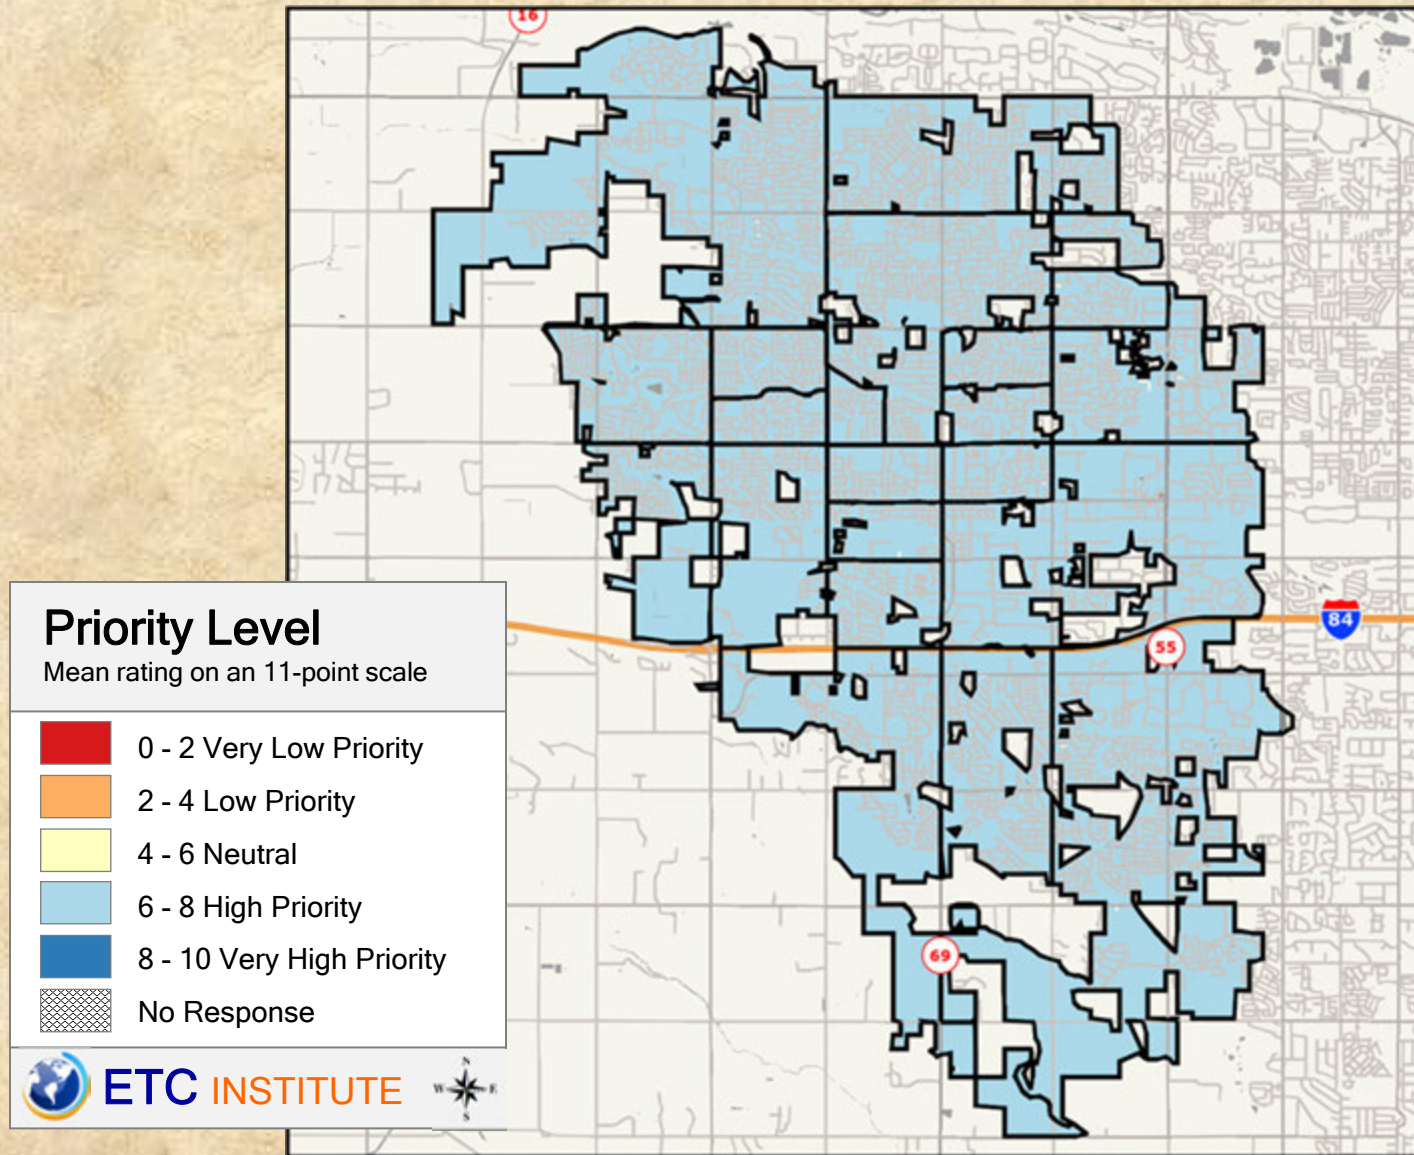 16
84
55
69
Priority Level
Mean rating on an 11-point scale
0 - 2 Very Low Priority
2 - 4 Low Priority
4 - 6 Neutral
6 - 8 High Priority
8 - 10 Very High Priority
No Response
ETC INSTITUTE
N
W E
S